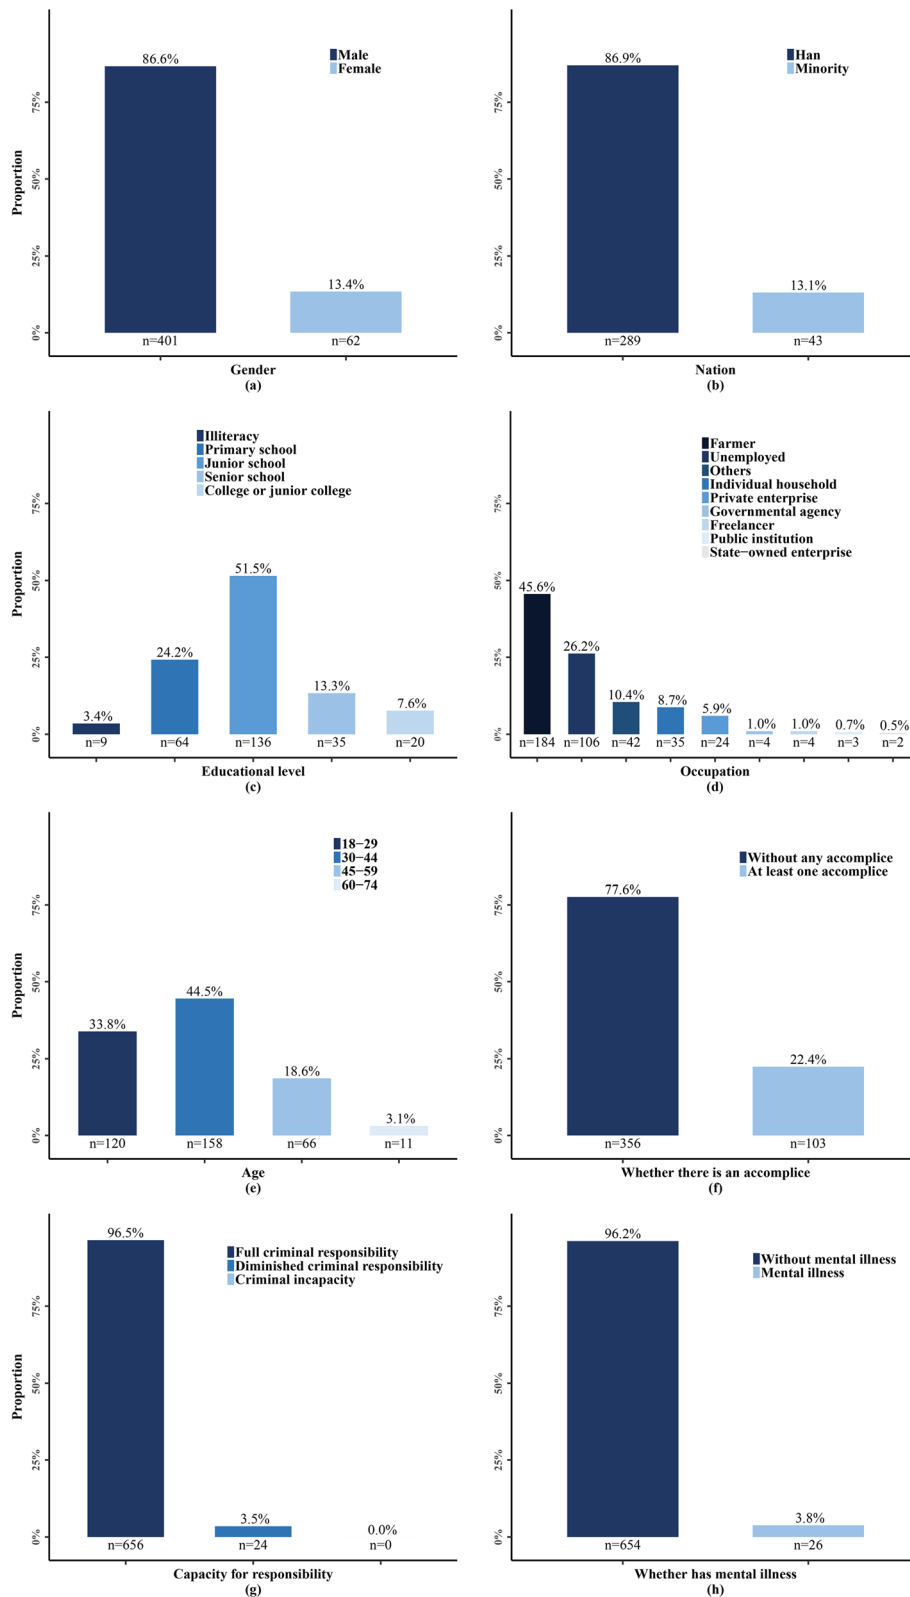 86.6%
Male
Female
75%
50%
25%
0%
Proportion
13.4%
n=401
n=62
Gender
(a)
86.9%
Han
Minority
75%
50%
25%
0%
13.1%
n=289
n=43
Nation
(b)
Illiteracy
Primary school
Junior school
Senior school
College or junior college
75%
50%
25%
0%
Proportion
3.4%
24.2%
51.5%
13.3%
7.6%
n=9
n=64
n=136
n=35
n=20
Educational level
(c)
Farmer
Unemployed
Others
Individual household
Private enterprise
Governmental agency
Freelancer
Public institution
State−owned enterprise
75%
50%
25%
0%
45.6%
26.2%
10.4%
8.7%
5.9%
1.0%
1.0%
0.7%
0.5%
n=184
n=106
n=42
n=35
n=24
n=4
n=4
n=3
n=2
Occupation
(d)
18−29
30−44
45−59
60−74
75%
50%
25%
0%
Proportion
33.8%
44.5%
18.6%
3.1%
n=120
n=158
n=66
n=11
Age
(e)
Without any accomplice
At least one accomplice
75%
50%
25%
0%
77.6%
22.4%
n=356
n=103
Whether there is an accomplice
(f)
96.5%
Full criminal responsibility
Diminished criminal responsibility
Criminal incapacity
75%
50%
25%
0%
Proportion
3.5%
0.0%
n=656
n=24
n=0
Capacity for responsibility
(g)
96.2%
Without mental illness
Mental illness
75%
50%
25%
0%
3.8%
n=654
n=26
Whether has mental illness
(h)